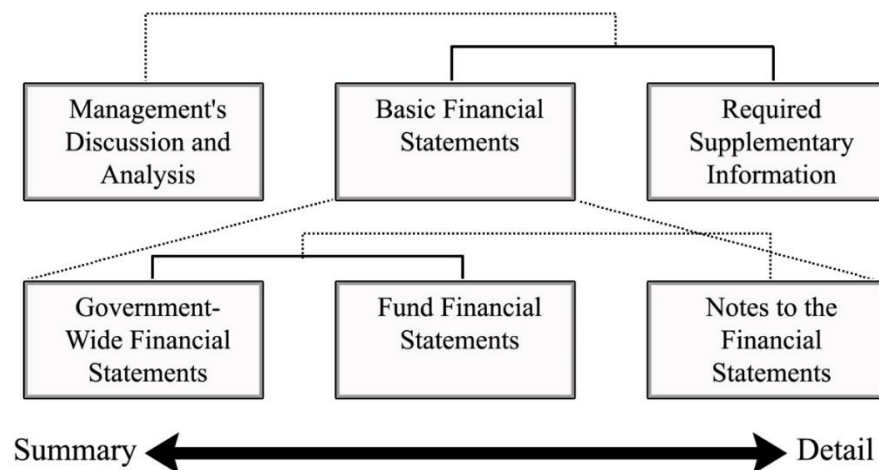 Management's
Discussion and
Analysis
Basic Financial
Statements
Required
Supplementary
Information
Government-
Wide Financial
Statements
Fund Financial
Statements
Notes to the
Financial
Statements
Summary
Detail